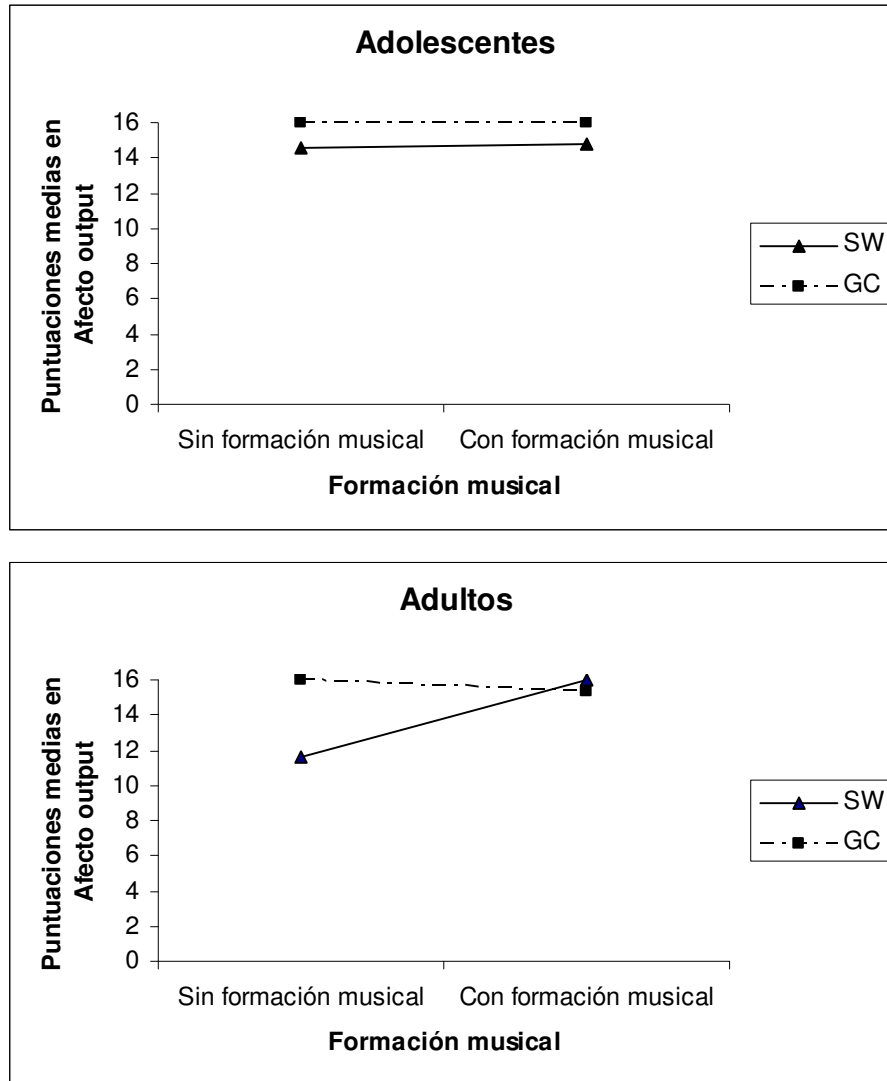 Adolescentes
Puntuaciones medias en
Afecto output
16
14
12
10
8
6
4
2
0
Sin formación musical
Con formación musical
Formación musical
SW
GC
Adultos
Puntuaciones medias en
Afecto output
16
14
12
10
8
6
4
2
0
Sin formación musical
Con formación musical
Formación musical
SW
GC